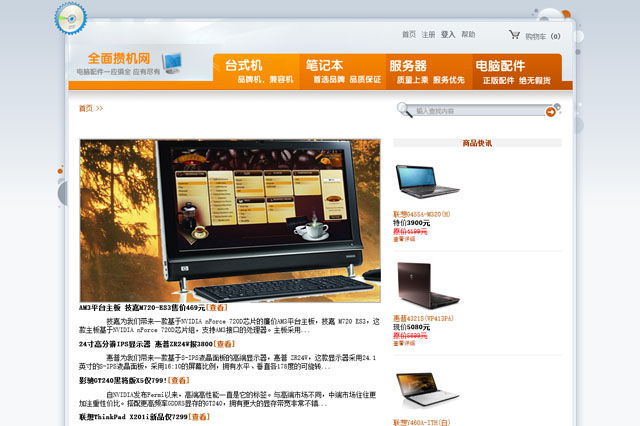 首页 注册 登入 帮助 购物车 (0)
全面攒机网
电脑配件一应俱全 应有尽有
台式机
品牌机、兼容机
笔记本
首选品牌 品质保证
服务器
质量上乘 服务优先
电脑配件
正版配件 绝无假货
首页 >>
输入查找内容
商品快讯
联想G455A-M320(H)
特价3900元
原价4199元
查看详细
惠普4321S(VP413PA)
现价5080元
查看详细
联想Y460A-ITH(白)
AM3平台主板 技嘉M720-ES3售价469元[查看]
技嘉为我们带来一款基于NVIDIA nForce 720D芯片的廉价AM3平台主板,技嘉 M720 ES3,这
款主板基于NVIDIA nForce 720D芯片组,支持AM3接口的处理器。主板采用...
24寸高分辨IPS显示器 惠普ZR24W报3800[查看]
惠普为我们带来一款基于S-IPS液晶面板的高端显示器,惠普 ZR24W,这款显示器采用24.1
英寸的S-IPS液晶面板,采用16:10的屏幕比例,拥有水平、垂直各178度的可旋转...
影驰GT240黑将版X5仅799![查看]
自NVIDIA发布Fermi以来,高端高性能一直是它的标签。与高端市场不同,中端市场往往更
加注重性价比。搭配更高频率GDDR5显存的GT240,拥有更大的显存带宽非常不错...
联想ThinkPad X201i新品仅7299[查看]